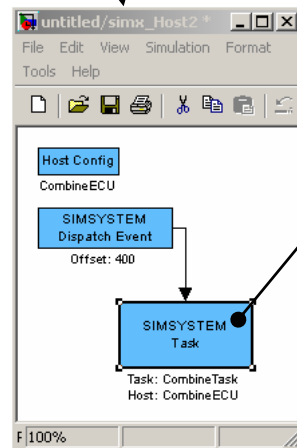 untitled/simx_Host2 *
File Edit View Simulation Format
Tools Help
Host Config
CombineECU
SIMSYSTEM
Dispatch Event
Offset: 400
SIMSYSTEM
Task
Task: CombineTask
Host: CombineECU
F 100%